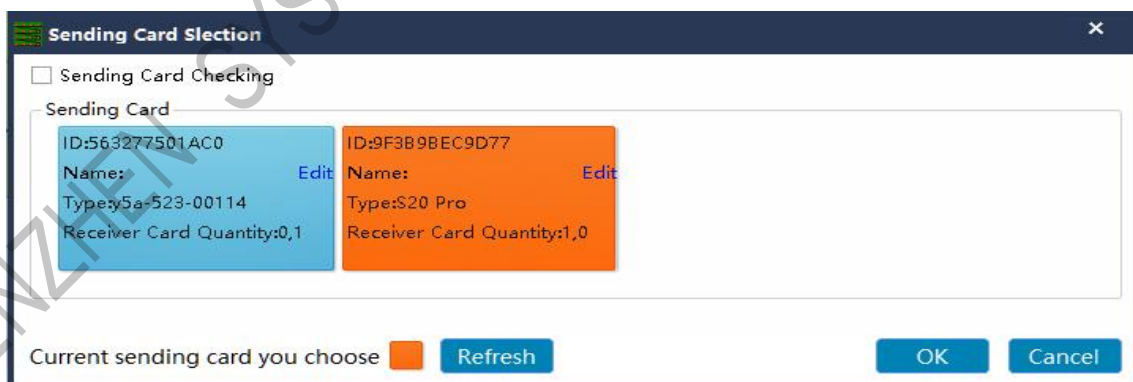 Sending Card Slection
Sending Card Checking
Sending Card
ID:563277501AC0
Name: Edit
Type:y5a-523-00114
Receiver Card Quantity:0,1
ID:9F3B9BEC9D77
Name: Edit
Type:S20 Pro
Receiver Card Quantity:1,0
Current sending card you choose
Refresh
OK
Cancel